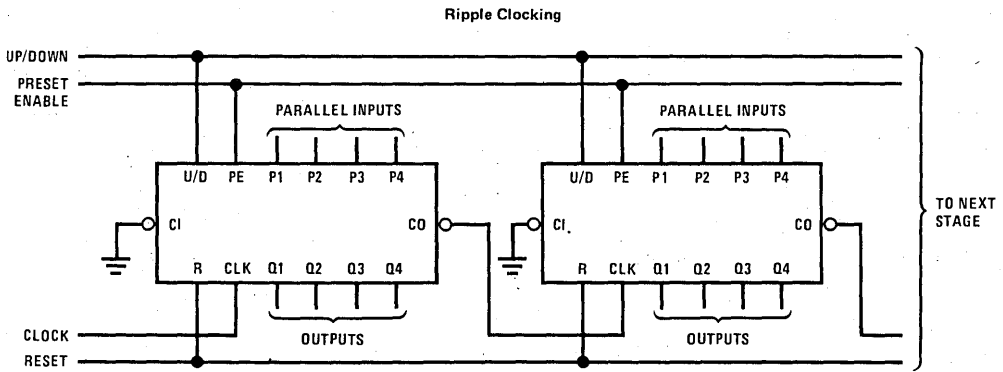 Ripple Clocking
UP/DOWN
PRESET
ENABLE
PARALLEL INPUTS
PARALLEL INPUTS
U/D PE P1 P2 P3 P4
U/D PE P1 P2 P3 P4
CI CO
CI CO
TO NEXT
STAGE
R CLK Q1 Q2 Q3 Q4
R CLK Q1 Q2 Q3 Q4
CLOCK
OUTPUTS
OUTPUTS
RESET